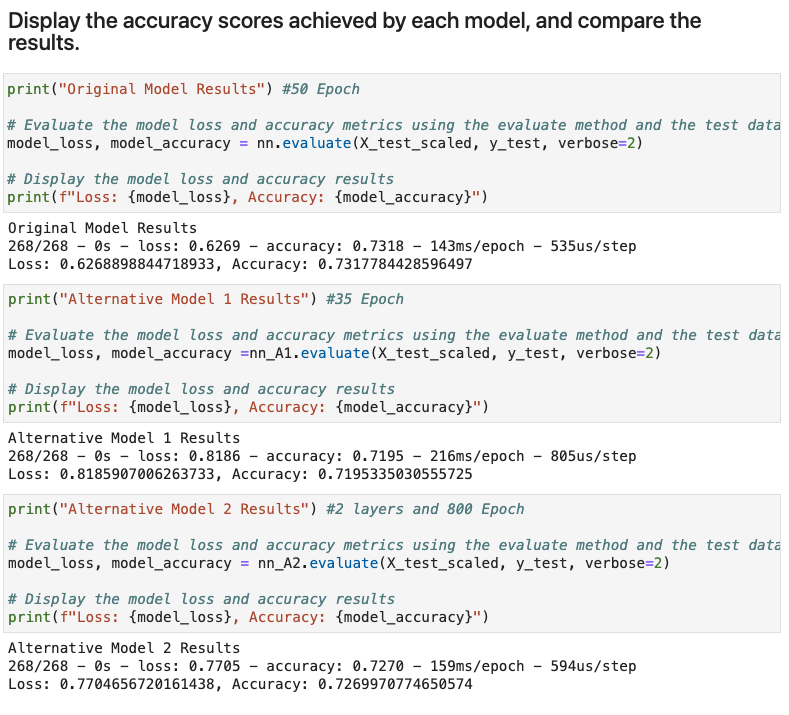 Display the accuracy scores achieved by each model, and compare the
results.
print("Original Model Results") #50 Epoch
# Evaluate the model loss and accuracy metrics using the evaluate method and the test data
model_loss, model_accuracy = nn.evaluate(X_test_scaled, y_test, verbose=2)
# Display the model loss and accuracy results
print(f"Loss: {model_loss}, Accuracy: {model_accuracy}")
Original Model Results
268/268 - 0s - loss: 0.6269 - accuracy: 0.7318 - 143ms/epoch - 535us/step
Loss: 0.6268898844718933, Accuracy: 0.7317784428596497
print("Alternative Model 1 Results") #35 Epoch
# Evaluate the model loss and accuracy metrics using the evaluate method and the test data
model_loss, model_accuracy =nn_A1.evaluate(X_test_scaled, y_test, verbose=2)
# Display the model loss and accuracy results
print(f"Loss: {model_loss}, Accuracy: {model_accuracy}")
Alternative Model 1 Results
268/268 - 0s - loss: 0.8186 - accuracy: 0.7195 - 216ms/epoch - 805us/step
Loss: 0.8185907006263733, Accuracy: 0.7195335030555725
print("Alternative Model 2 Results") #2 layers and 800 Epoch
# Evaluate the model loss and accuracy metrics using the evaluate method and the test data
model_loss, model_accuracy = nn_A2.evaluate(X_test_scaled, y_test, verbose=2)
# Display the model loss and accuracy results
print(f"Loss: {model_loss}, Accuracy: {model_accuracy}")
Alternative Model 2 Results
268/268 - 0s - loss: 0.7705 - accuracy: 0.7270 - 159ms/epoch - 594us/step
Loss: 0.7704656720161438, Accuracy: 0.7269970774650574